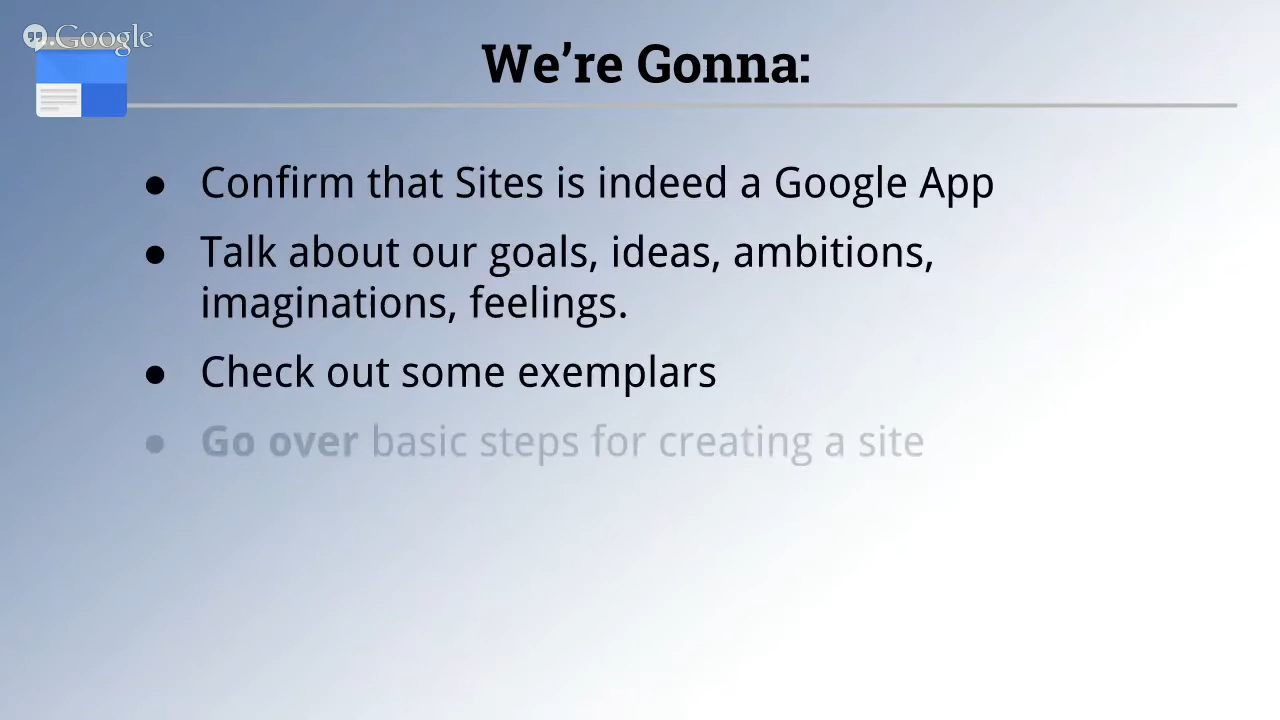 Google
We’re Gonna:
● Confirm that Sites is indeed a Google App
● Talk about our goals, ideas, ambitions,
imaginations, feelings.
● Check out some exemplars
● Go over basic steps for creating a site